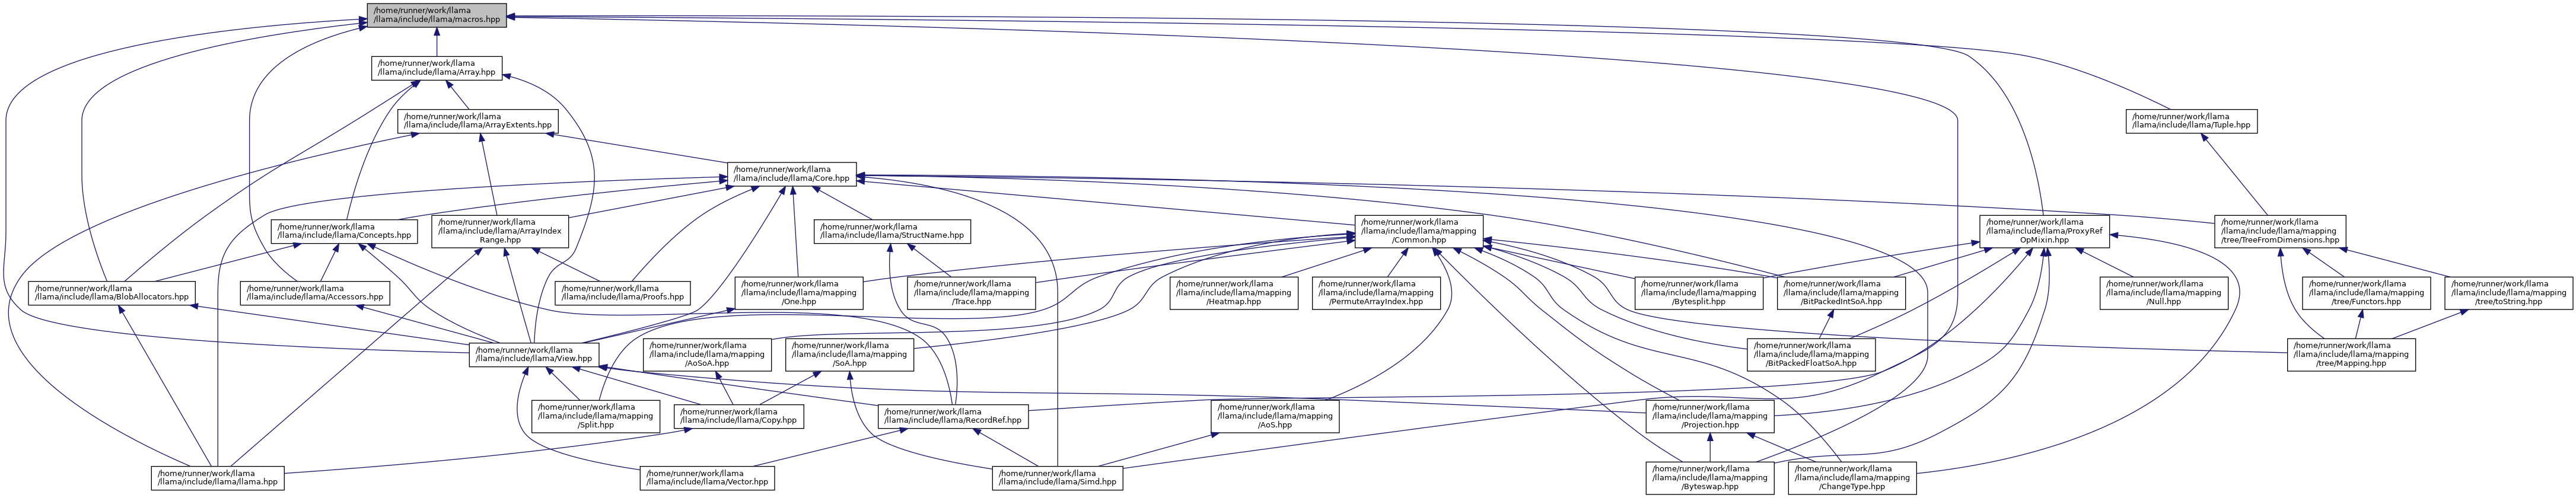 /home/runner/work/llama
/llama/include/llama/macros.hpp
/home/runner/work/llama
/llama/include/llama/Array.hpp
/home/runner/work/llama
/llama/include/llama/ArrayExtents.hpp
/home/runner/work/llama
/llama/include/llama/Tuple.hpp
/home/runner/work/llama
/llama/include/llama/Core.hpp
/home/runner/work/llama
/llama/include/llama/Concepts.hpp
/home/runner/work/llama
/llama/include/llama/ArrayIndex
Range.hpp
/home/runner/work/llama
/llama/include/llama/StructName.hpp
/home/runner/work/llama
/llama/include/llama/mapping
/Common.hpp
/home/runner/work/llama
/llama/include/llama/ProxyRef
OpMixin.hpp
/home/runner/work/llama
/llama/include/llama/mapping
/tree/TreeFromDimensions.hpp
/home/runner/work/llama
/llama/include/llama/BlobAllocators.hpp
/home/runner/work/llama
/llama/include/llama/Accessors.hpp
/home/runner/work/llama
/llama/include/llama/Proofs.hpp
/home/runner/work/llama
/llama/include/llama/mapping
/One.hpp
/home/runner/work/llama
/llama/include/llama/mapping
/Trace.hpp
/home/runner/work/llama
/llama/include/llama/mapping
/Heatmap.hpp
/home/runner/work/llama
/llama/include/llama/mapping
/PermuteArrayIndex.hpp
/home/runner/work/llama
/llama/include/llama/mapping
/Bytesplit.hpp
/home/runner/work/llama
/llama/include/llama/mapping
/BitPackedIntSoA.hpp
/home/runner/work/llama
/llama/include/llama/mapping
/Null.hpp
/home/runner/work/llama
/llama/include/llama/mapping
/tree/Functors.hpp
/home/runner/work/llama
/llama/include/llama/mapping
/tree/toString.hpp
/home/runner/work/llama
/llama/include/llama/View.hpp
/home/runner/work/llama
/llama/include/llama/mapping
/AoSoA.hpp
/home/runner/work/llama
/llama/include/llama/mapping
/SoA.hpp
/home/runner/work/llama
/llama/include/llama/mapping
/BitPackedFloatSoA.hpp
/home/runner/work/llama
/llama/include/llama/mapping
/tree/Mapping.hpp
/home/runner/work/llama
/llama/include/llama/mapping
/Split.hpp
/home/runner/work/llama
/llama/include/llama/Copy.hpp
/home/runner/work/llama
/llama/include/llama/RecordRef.hpp
/home/runner/work/llama
/llama/include/llama/mapping
/AoS.hpp
/home/runner/work/llama
/llama/include/llama/mapping
/Projection.hpp
/home/runner/work/llama
/llama/include/llama/llama.hpp
/home/runner/work/llama
/llama/include/llama/Vector.hpp
/home/runner/work/llama
/llama/include/llama/Simd.hpp
/home/runner/work/llama
/llama/include/llama/mapping
/Byteswap.hpp
/home/runner/work/llama
/llama/include/llama/mapping
/ChangeType.hpp